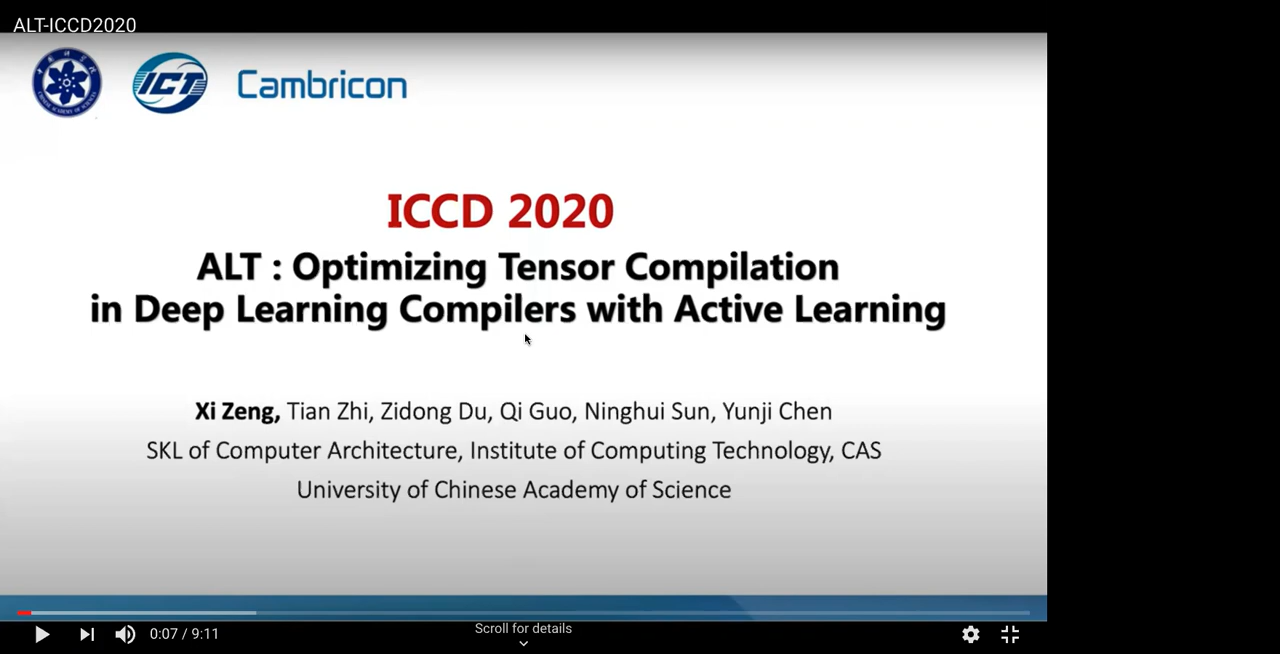 ALT-ICCD2020
ICT Cambricon
ICCD 2020
ALT : Optimizing Tensor Compilation
in Deep Learning Compilers with Active Learning
Xi Zeng, Tian Zhi, Zidong Du, Qi Guo, Ninghui Sun, Yunji Chen
SKL of Computer Architecture, Institute of Computing Technology, CAS
University of Chinese Academy of Science
0:07 / 9:11
Scroll for details